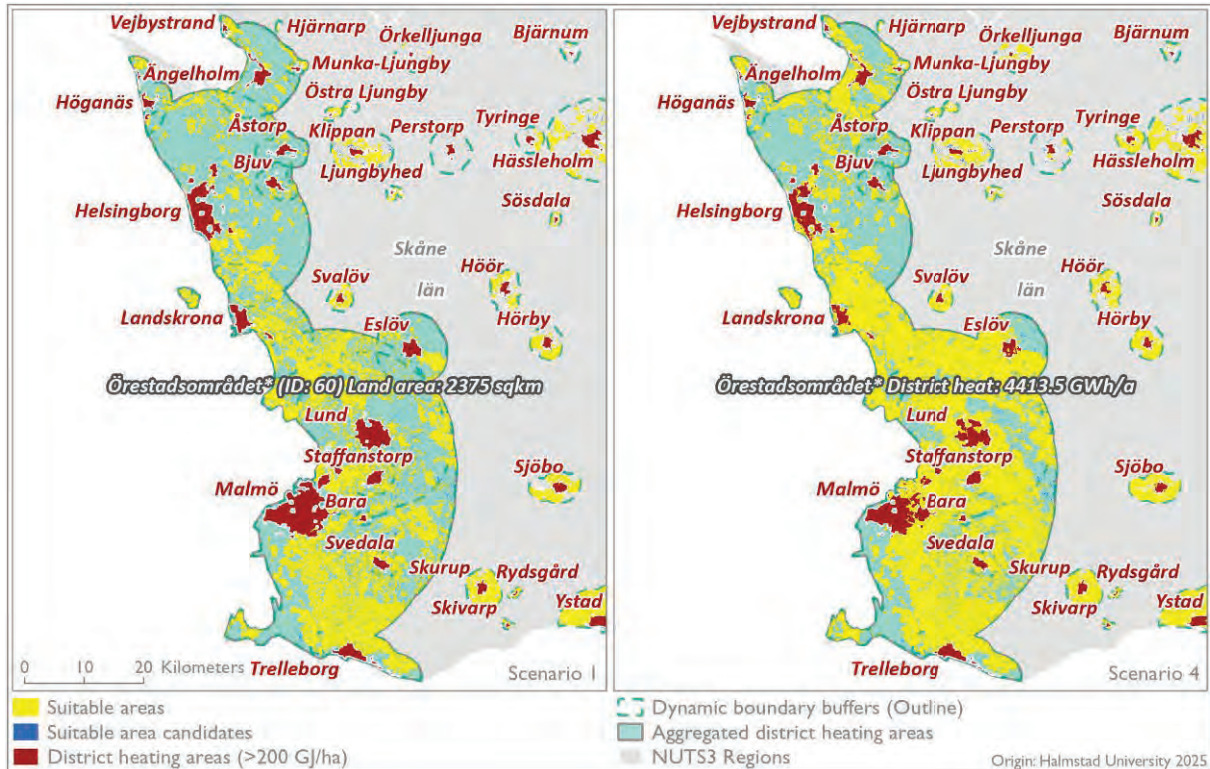 Vejbystrand
Hjärnarp
Örkelljunga
Bjärnum
Ängelholm
Munka-Ljungby
Höganäs
Östra Ljungby
Åstorp
Klippan
Perstorp
Tyringe
Bjuv
Ljungbyhed
Hässleholm
Helsingborg
Sösdala
Skåne
län
Svalöv
Höör
Landskrona
Eslöv
Hörby
Örestadsområdet* (ID: 60) Land area: 2375 sqkm
Lund
Staffanstorp
Malmö
Bara
Sjöbo
Svedala
Skurup
Rydsgård
Skivarp
Ystad
0 10 20 Kilometers
Trelleborg
Scenario 1
Vejbystrand
Hjärnarp
Örkelljunga
Bjärnum
Ängelholm
Munka-Ljungby
Höganäs
Östra Ljungby
Åstorp
Klippan
Perstorp
Tyringe
Bjuv
Ljungbyhed
Hässleholm
Helsingborg
Sösdala
Skåne
län
Svalöv
Höör
Landskrona
Eslöv
Hörby
Örestadsområdet* District heat: 4413.5 GWh/a
Lund
Staffanstorp
Malmö
Bara
Sjöbo
Svedala
Skurup
Rydsgård
Skivarp
Ystad
Trelleborg
Scenario 4
Suitable areas
Suitable area candidates
District heating areas (>200 GJ/ha)
Dynamic boundary buffers (Outline)
Aggregated district heating areas
NUTS3 Regions
Origin: Halmstad University 2025